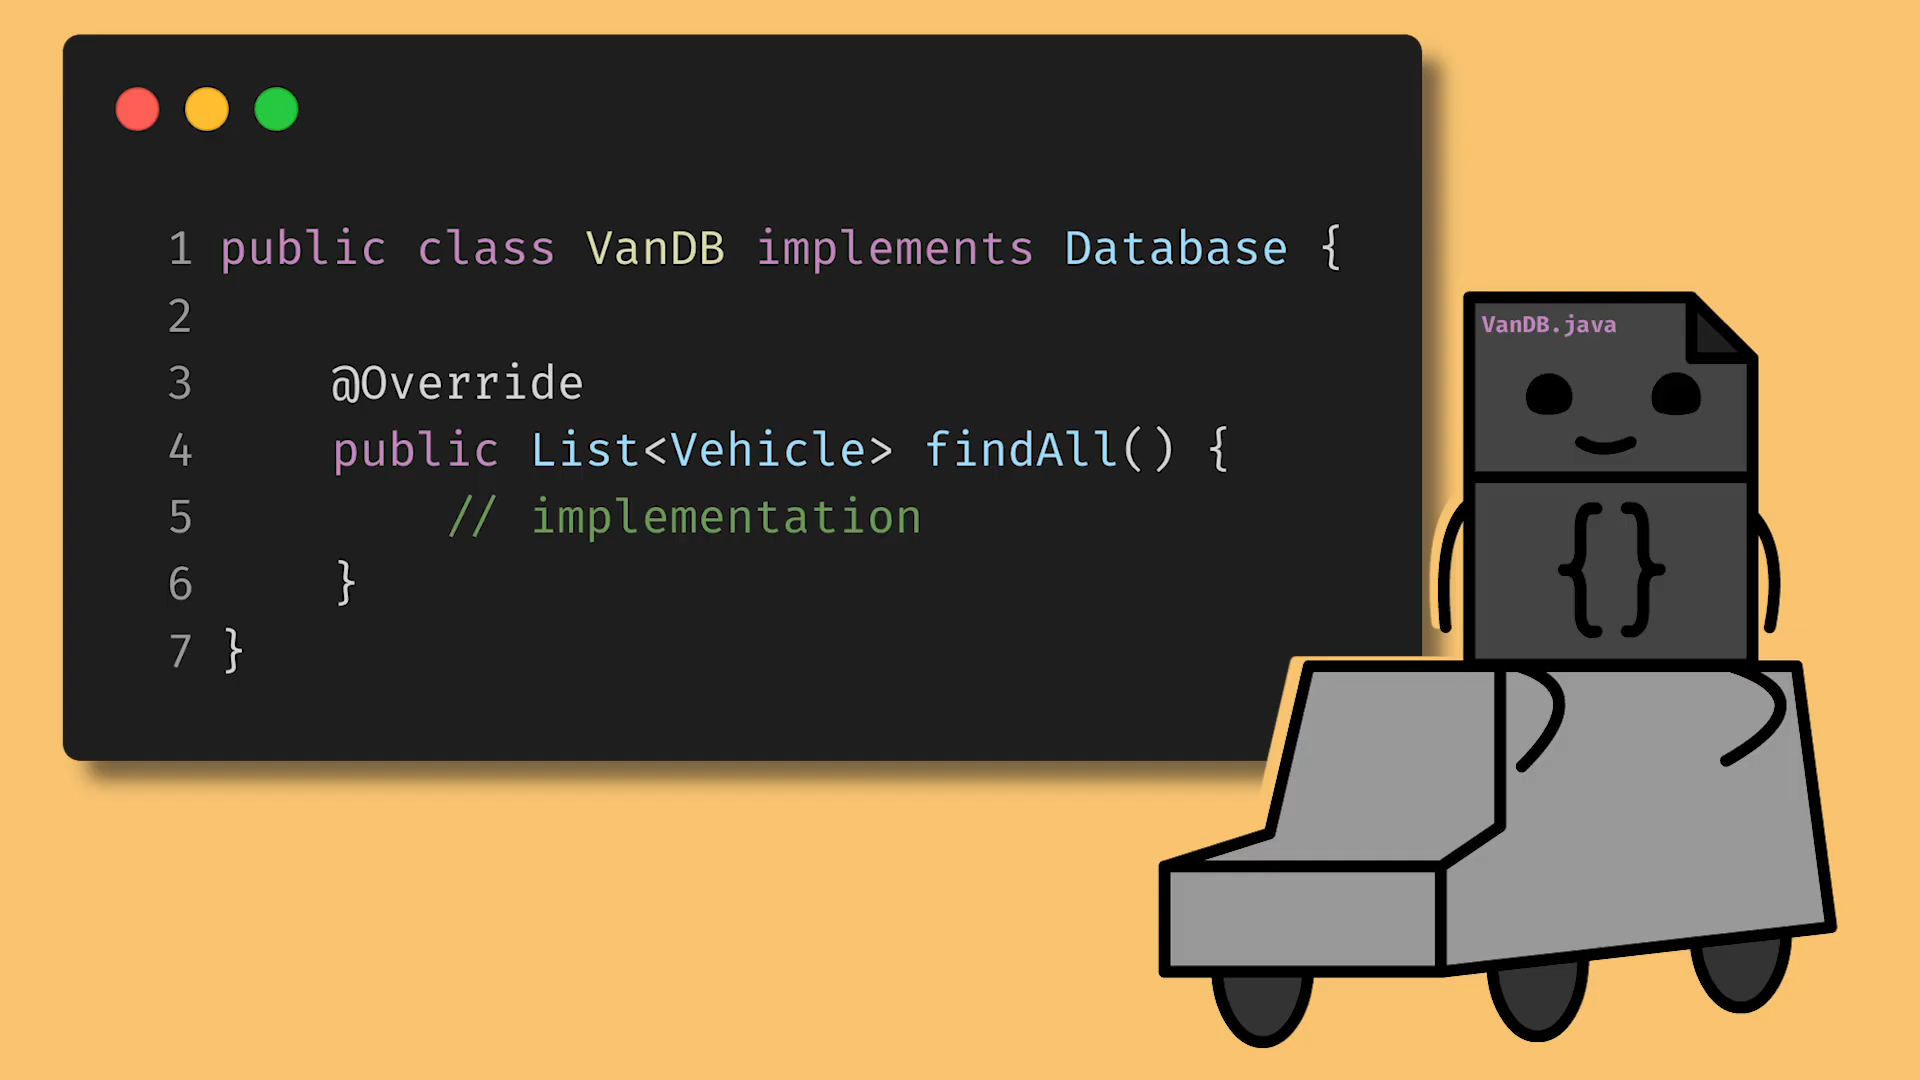 1 public class VanDB implements Database {
2
3     @Override
4     public List<Vehicle> findAll() {
5         // implementation
6     }
7 }
VanDB.java
{}